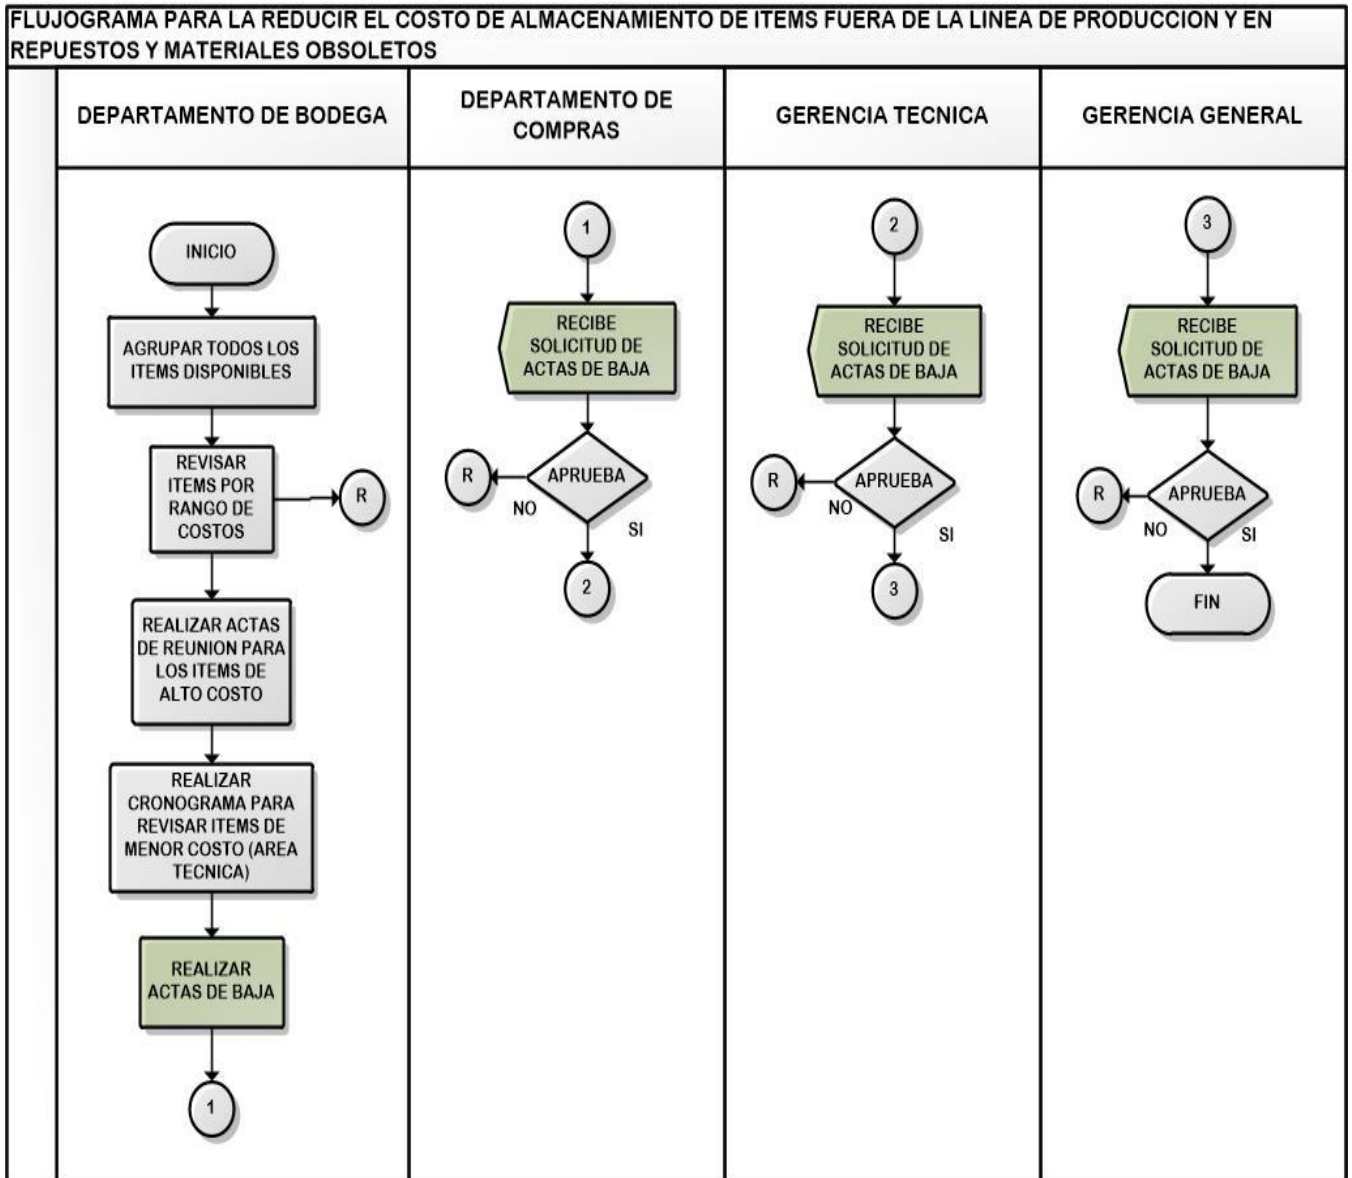 FLUJOGRAMA PARA LA REDUCIR EL COSTO DE ALMACENAMIENTO DE ITEMS FUERA DE LA LINEA DE PRODUCCION Y EN
REPUESTOS Y MATERIALES OBSOLETOS
DEPARTAMENTO DE BODEGA
DEPARTAMENTO DE
COMPRAS
GERENCIA TECNICA
GERENCIA GENERAL
INICIO
AGRUPAR TODOS LOS
ITEMS DISPONIBLES
REVISAR
ITEMS POR
RANGO DE
COSTOS
R
REALIZAR ACTAS
DE REUNION PARA
LOS ITEMS DE
ALTO COSTO
REALIZAR
CRONOGRAMA PARA
REVISAR ITEMS DE
MENOR COSTO (AREA
TECNICA)
REALIZAR
ACTAS DE BAJA
1
1
RECIBE
SOLICITUD DE
ACTAS DE BAJA
APRUEBA
R
NO
SI
2
2
RECIBE
SOLICITUD DE
ACTAS DE BAJA
APRUEBA
R
NO
SI
3
3
RECIBE
SOLICITUD DE
ACTAS DE BAJA
APRUEBA
R
NO
SI
FIN